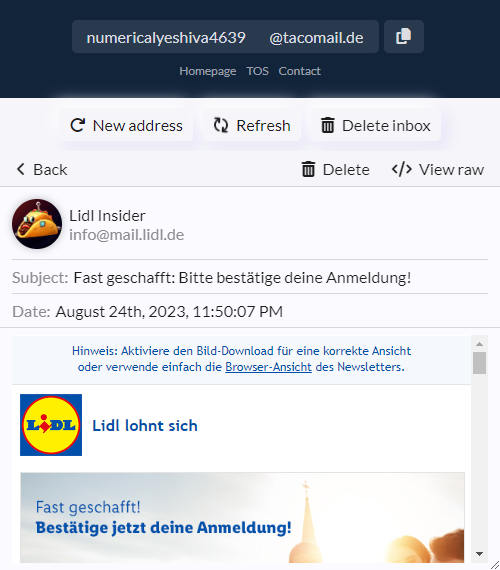 numericalyeshiva4639 @tacomail.de
Homepage TOS Contact
New address Refresh Delete inbox
Back Delete View raw
Lidl Insider
info@mail.lidl.de
Subject: Fast geschafft: Bitte bestätige deine Anmeldung!
Date: August 24th, 2023, 11:50:07 PM
Hinweis: Aktiviere den Bild-Download für eine korrekte Ansicht
oder verwende einfach die Browser-Ansicht des Newsletters.
LIDL Lidl lohnt sich
Fast geschafft!
Bestätige jetzt deine Anmeldung!